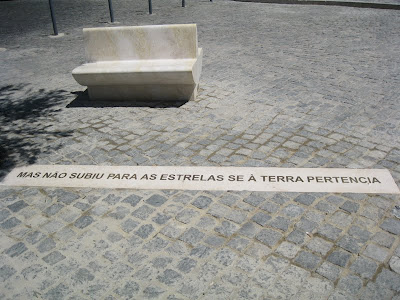 MAS NÃO SUBIU PARA AS ESTRELAS SE À TERRA PERTENCIA